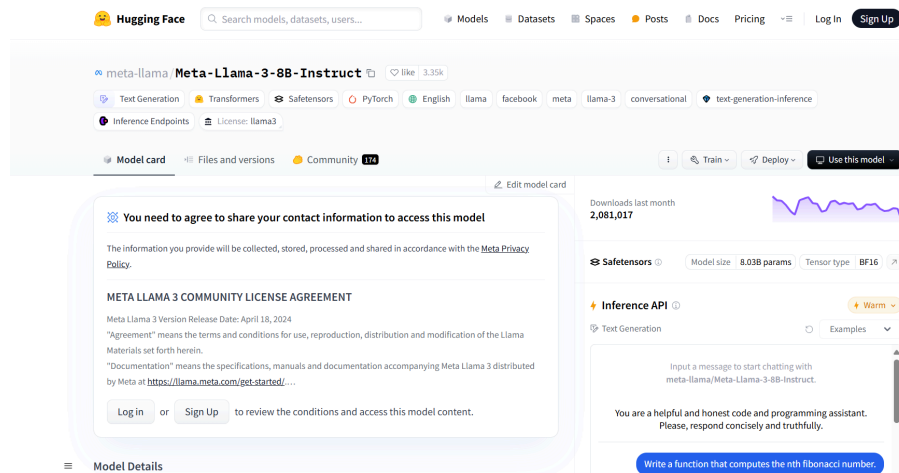 Hugging Face
Search models, datasets, users...
Models
Datasets
Spaces
Posts
Docs
Pricing
Log In
Sign Up
meta-llama/Meta-Llama-3-8B-Instruct
like 3.35k
Text Generation
Transformers
Safetensors
PyTorch
English
llama
facebook
meta
llama-3
conversational
text-generation-inference
Inference Endpoints
License: llama3
Model card
Files and versions
Community 174
Train
Deploy
Use this model
Edit model card
You need to agree to share your contact information to access this model
The information you provide will be collected, stored, processed and shared in accordance with the Meta Privacy
Policy.
META LLAMA 3 COMMUNITY LICENSE AGREEMENT
Meta Llama 3 Version Release Date: April 18, 2024
"Agreement" means the terms and conditions for use, reproduction, distribution and modification of the Llama
Materials set forth herein.
"Documentation" means the specifications, manuals and documentation accompanying Meta Llama 3 distributed
by Meta at https://llama.meta.com/get-started/....
Log in or Sign Up to review the conditions and access this model content.
Model Details
Downloads last month
2,081,017
Safetensors
Model size 8.03B params
Tensor type BF16
Inference API
Warm
Text Generation
Examples
Input a message to start chatting with
meta-llama/Meta-Llama-3-8B-Instruct.
You are a helpful and honest code and programming assistant.
Please, respond concisely and truthfully.
Write a function that computes the nth fibonacci number.